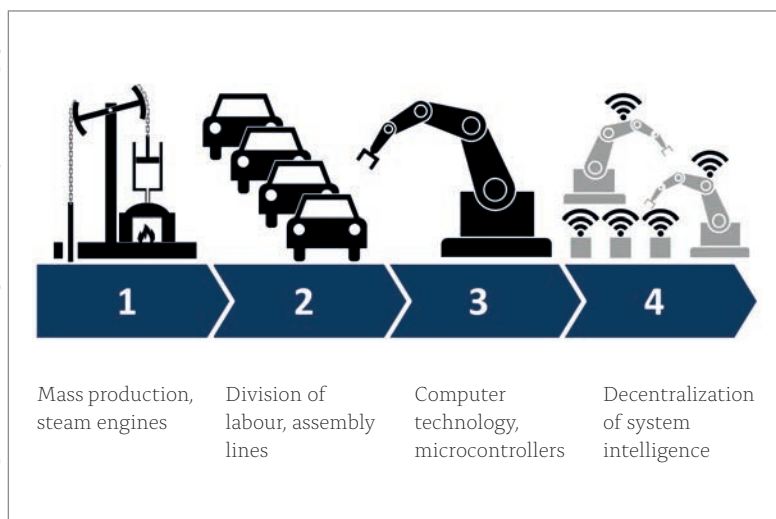 1
2
3
4
Mass production,
steam engines
Division of
labour, assembly
lines
Computer
technology,
microcontrollers
Decentralization
of system
intelligence